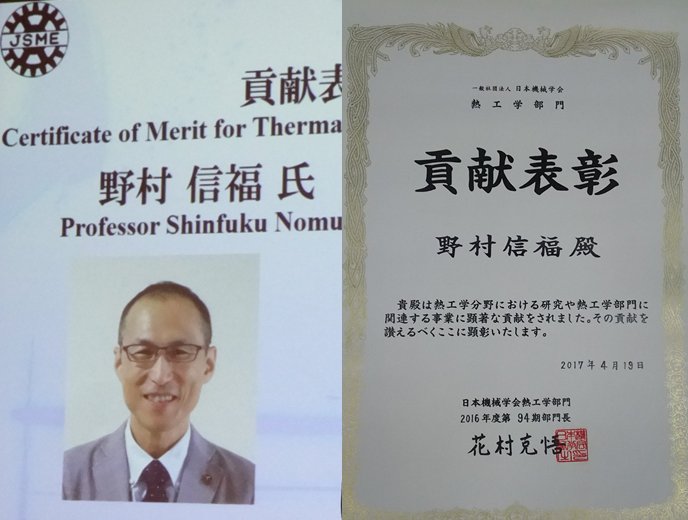 JSME
貢献表
Certificate of Merit for Therma
野村 信福 氏
Professor Shinfuku Nomu
一般社団法人 日本機械学会
熱工学部門
貢献表彰
野村信福殿
貴殿は熱工学分野における研究や熱工学部門に
関連する事業に顕著な貢献をされました。その貢献を
讃えるべくここに顕彰いたします。
2017年4月19日
日本機械学会熱工学部門
2016年度第94期部門長
花村克悟